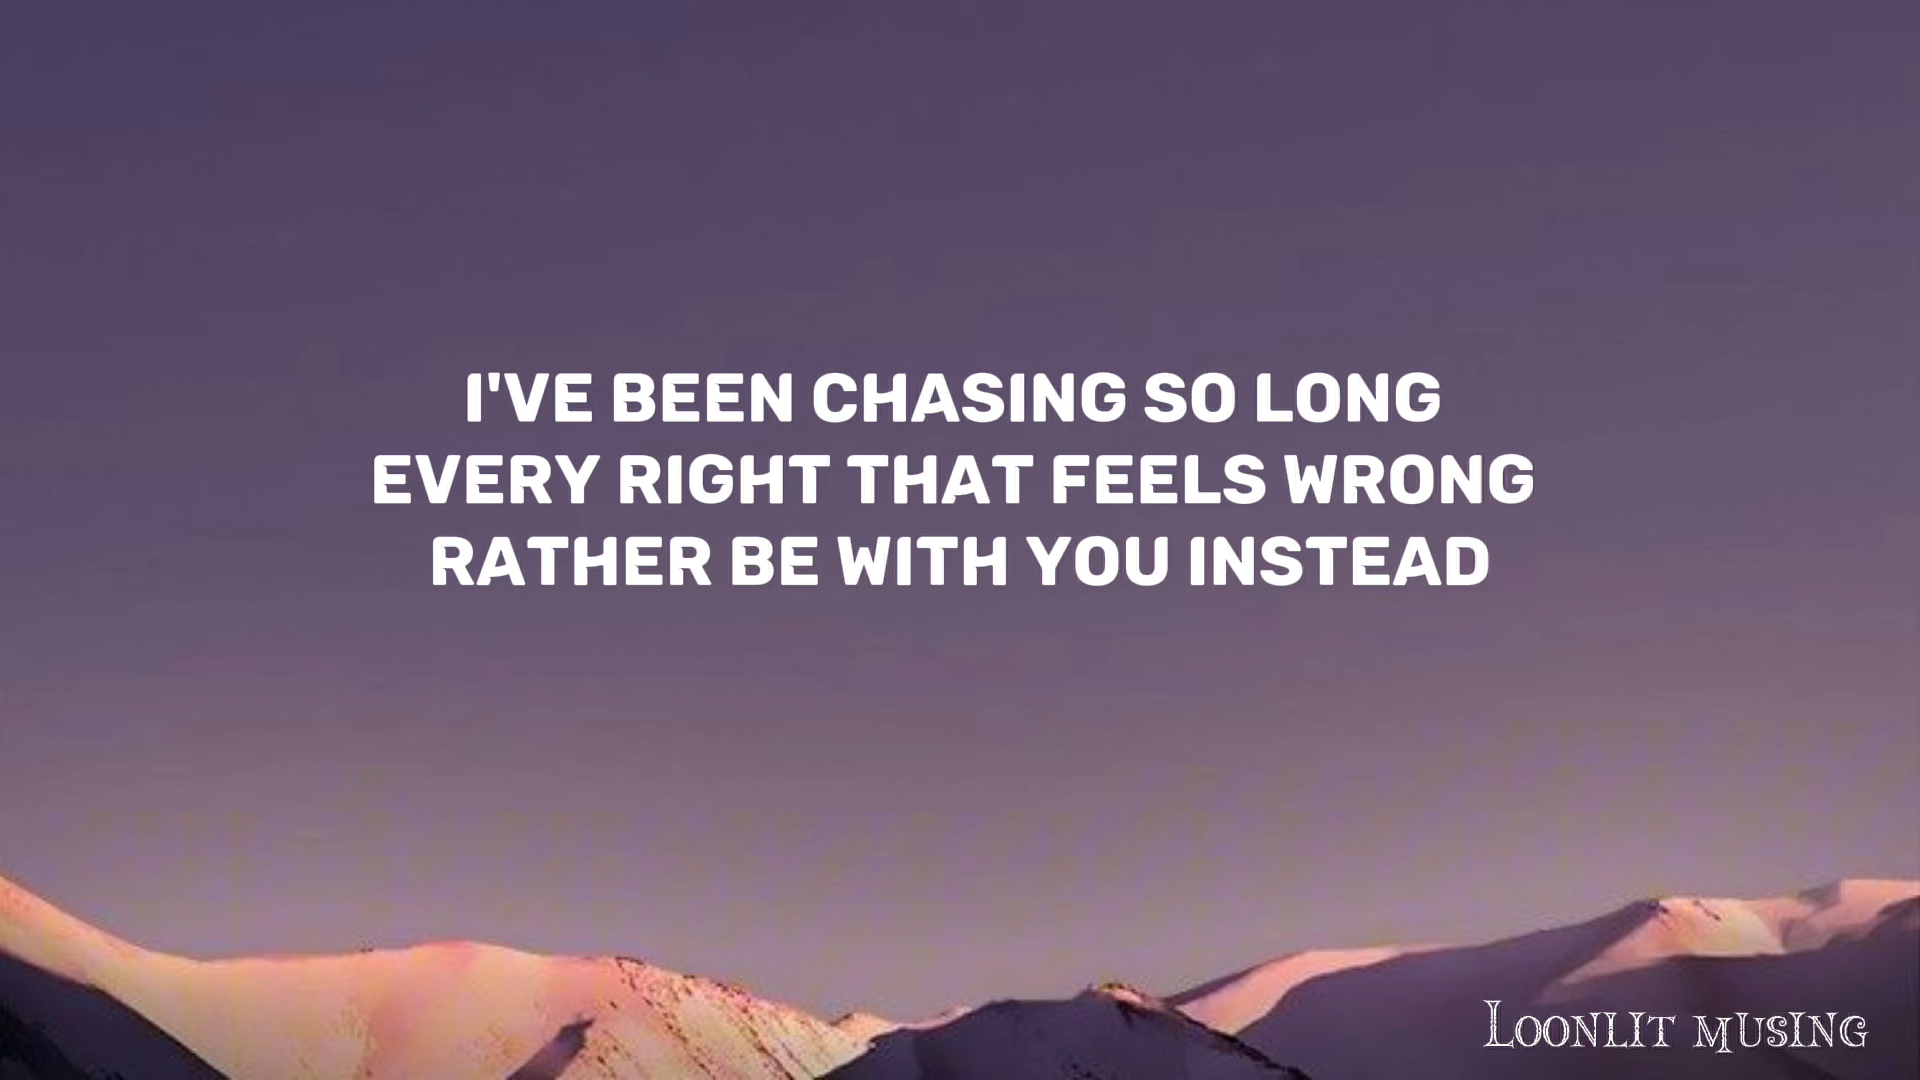 I'VE BEEN CHASING SO LONG
EVERY RIGHT THAT FEELS WRONG
RATHER BE WITH YOU INSTEAD
LOONLIT MUSING